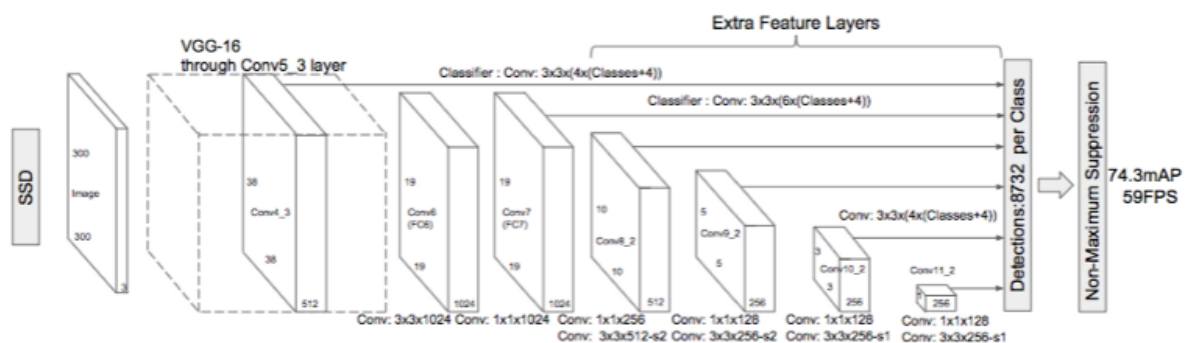 Extra Feature Layers
VGG-16
through Conv5_3 layer
Classifier : Conv: 3x3x(4x(Classes+4))
Classifier : Conv: 3x3x(6x(Classes+4))
SSD
300
Image
300
3
38
Conv4_3
38
512
19
Conv6
(FC6)
19
1024
19
Conv7
(FC7)
19
1024
10
Conv8_2
10
512
5
Conv9_2
5
256
Conv: 3x3x(4x(Classes+4))
3
Conv10_2
3
256
Conv11_2
1
256
Conv: 3x3x1024
Conv: 1x1x1024
Conv: 1x1x256
Conv: 3x3x512-s2
Conv: 1x1x128
Conv: 3x3x256-s2
Conv: 1x1x128
Conv: 3x3x256-s1
Conv: 1x1x128
Conv: 3x3x256-s1
Detections:8732 per Class
Non-Maximum Suppression
74.3mAP
59FPS